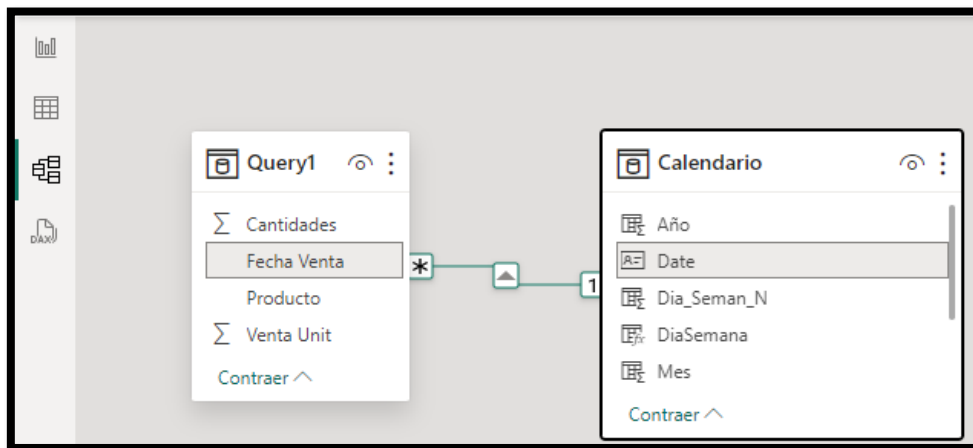 DAX
Query1
Cantidades
Fecha Venta
Producto
Venta Unit
Contraer
*
1
Calendario
Año
Date
Dia_Seman_N
DiaSemana
Mes
Contraer